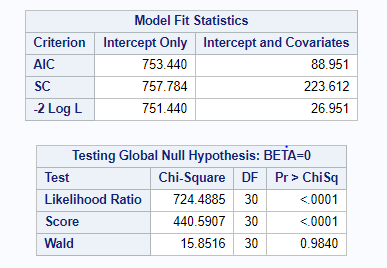 Model Fit Statistics
Criterion Intercept Only Intercept and Covariates
AIC 753.440 88.951
SC 757.784 223.612
-2 Log L 751.440 26.951
Testing Global Null Hypothesis: BETA=0
Test Chi-Square DF Pr > ChiSq
Likelihood Ratio 724.4885 30 <.0001
Score 440.5907 30 <.0001
Wald 15.8516 30 0.9840